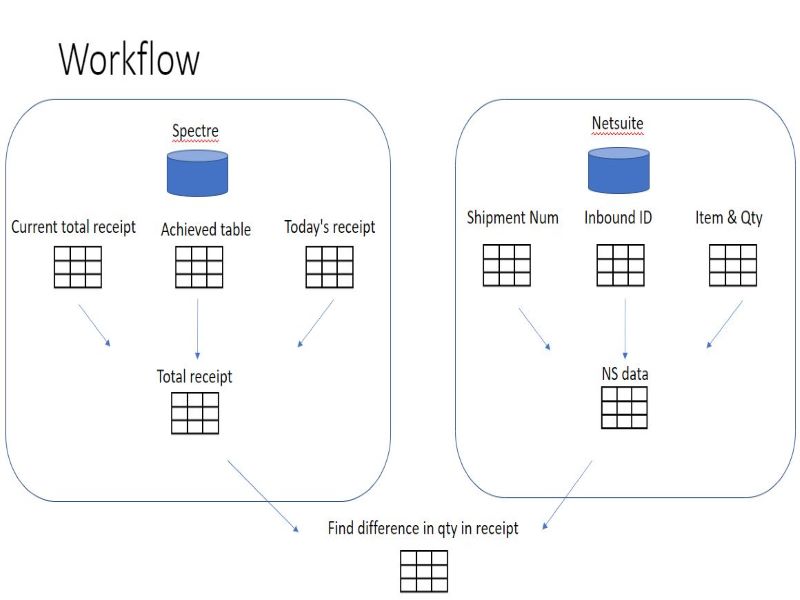 Workflow
Spectre
Current total receipt
Achieved table
Today's receipt
Total receipt
Netsuite
Shipment Num
Inbound ID
Item & Qty
NS data
Find difference in qty in receipt